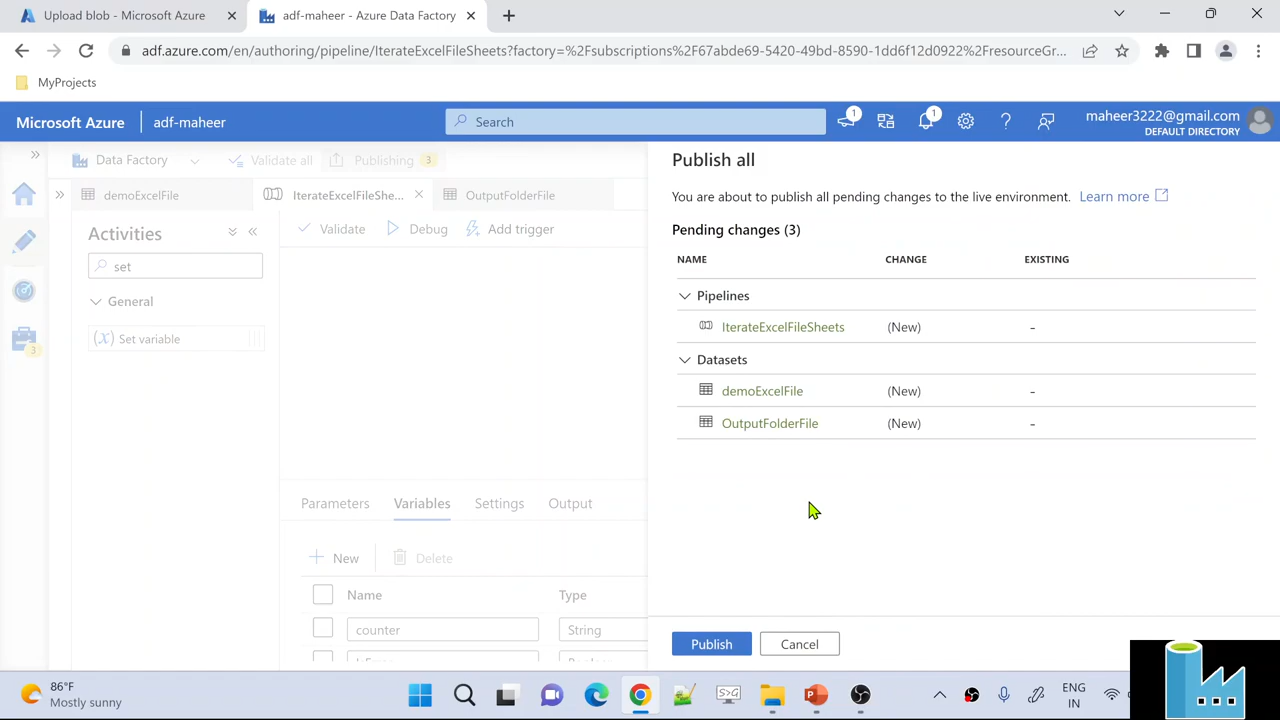 Upload blob - Microsoft Azure
adf-maheer - Azure Data Factory
adf.azure.com/en/authoring/pipeline/IterateExcelFileSheets?factory=%2Fsubscriptions%2F67abde69-5420-49bd-8590-1dd6f12d0922%2FresourceGr...
MyProjects
Microsoft Azure
adf-maheer
Search
1
1
maheer3222@gmail.com
DEFAULT DIRECTORY
Data Factory
Validate all
Publishing 3
demoExcelFile
IterateExcelFileShe...
OutputFolderFile
Activities
set
General
(x) Set variable
3
Validate
Debug
Add trigger
Parameters
Variables
Settings
Output
New
Delete
Name
Type
counter
String
Publish all
You are about to publish all pending changes to the live environment. Learn more
Pending changes (3)
NAME CHANGE EXISTING
Pipelines
IterateExcelFileSheets (New) -
Datasets
demoExcelFile (New) -
OutputFolderFile (New) -
Publish
Cancel
86°F
Mostly sunny
ENG
IN